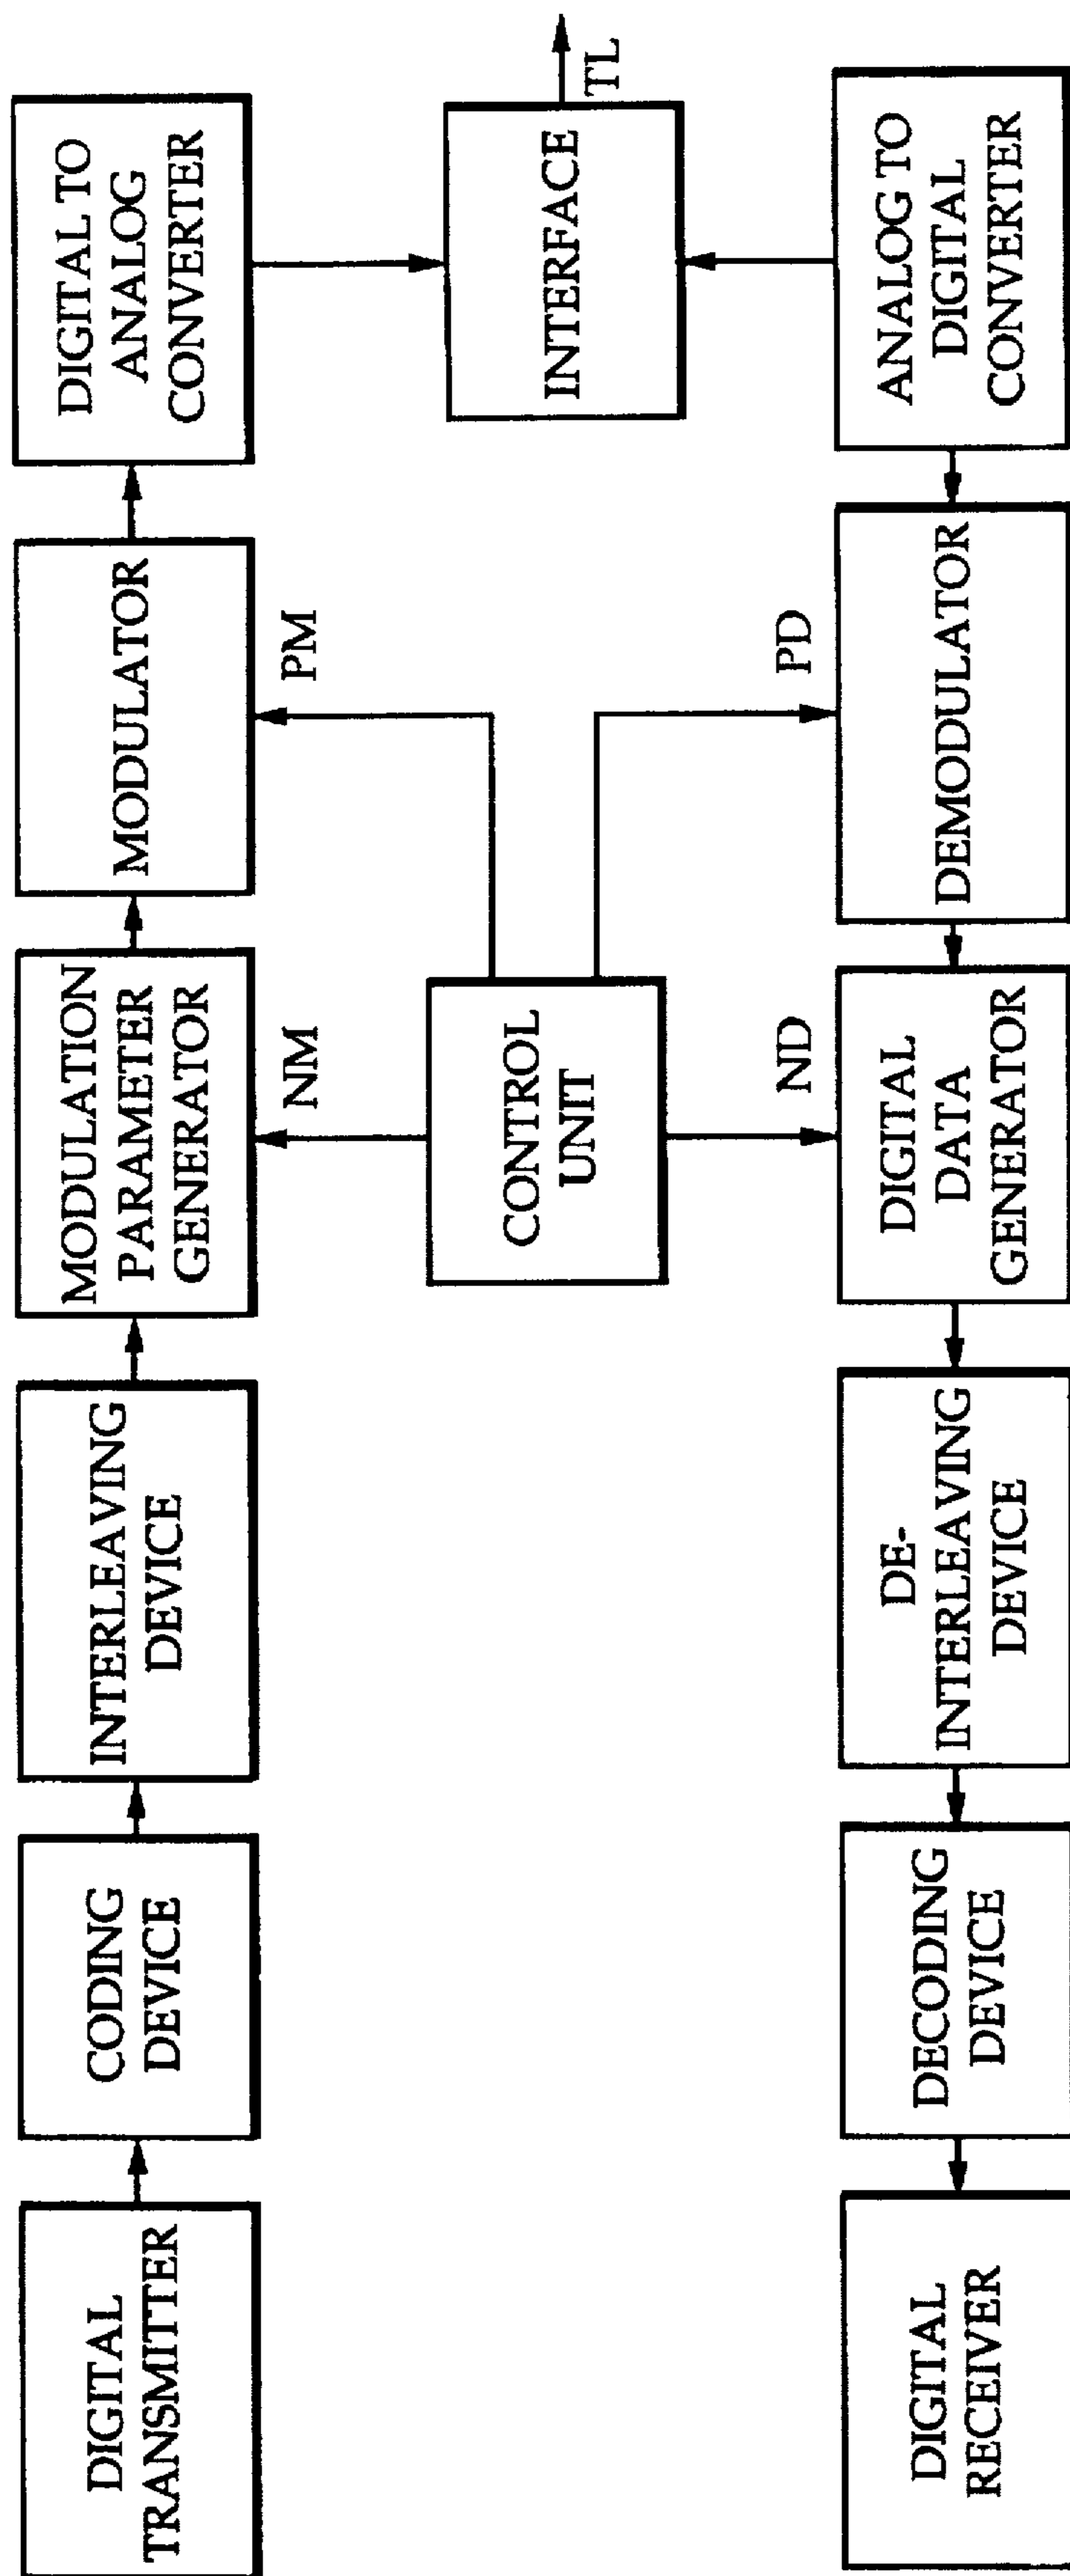 DIGITAL
TRANSMITTER
CODING
DEVICE
INTERLEAVING
DEVICE
MODULATION
PARAMETER
GENERATOR
MODULATOR
DIGITAL TO
ANALOG
CONVERTER
NM
PM
CONTROL
UNIT
INTERFACE
TL
ND
PD
DIGITAL
RECEIVER
DECODING
DEVICE
DE-
INTERLEAVING
DEVICE
DIGITAL
DATA
GENERATOR
DEMODULATOR
ANALOG TO
DIGITAL
CONVERTER